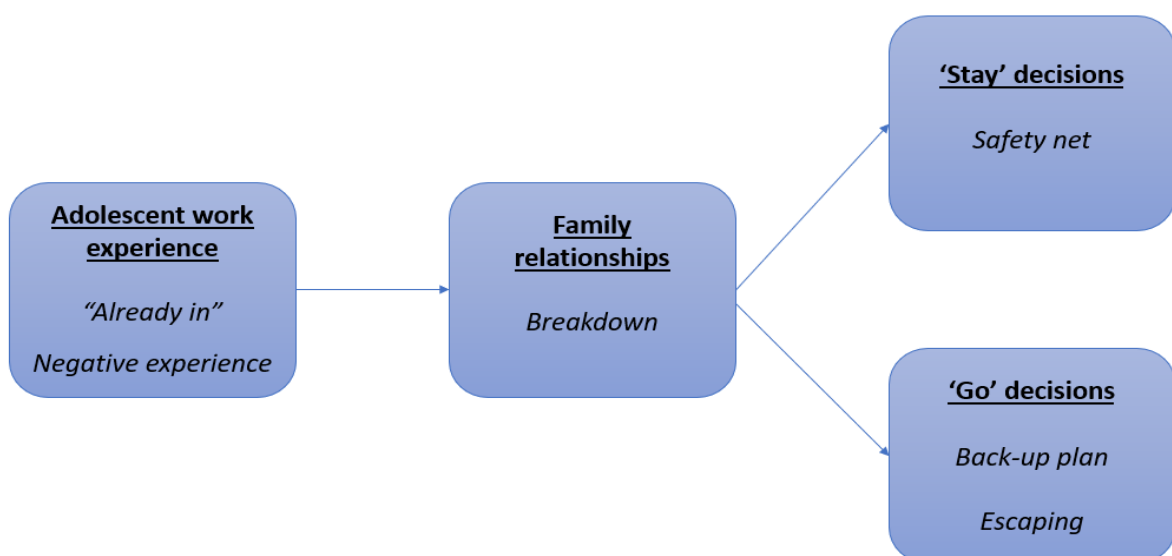 Adolescent work
experience
“Already in”
Negative experience
Family
relationships
Breakdown
‘Stay’ decisions
Safety net
‘Go’ decisions
Back-up plan
Escaping